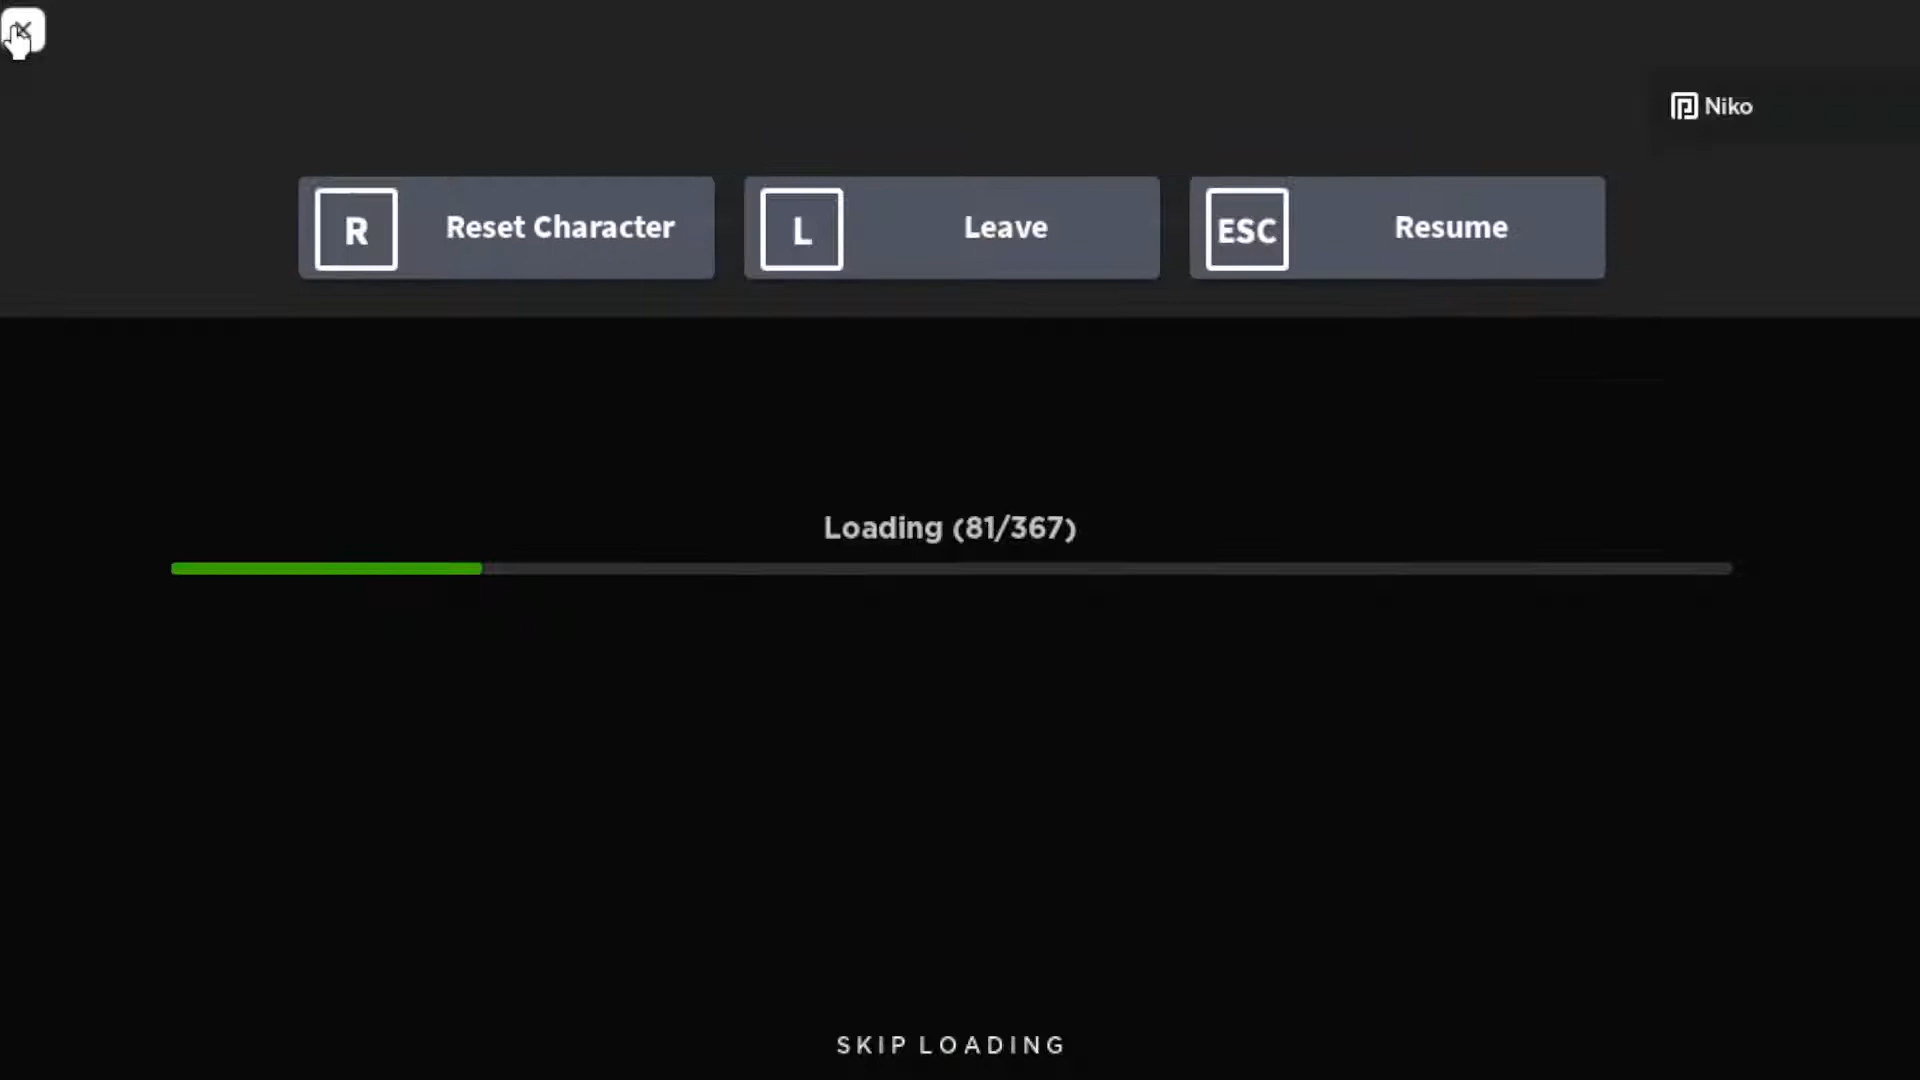 Niko
R Reset Character
L Leave
ESC Resume
Loading (81/367)
SKIP LOADING